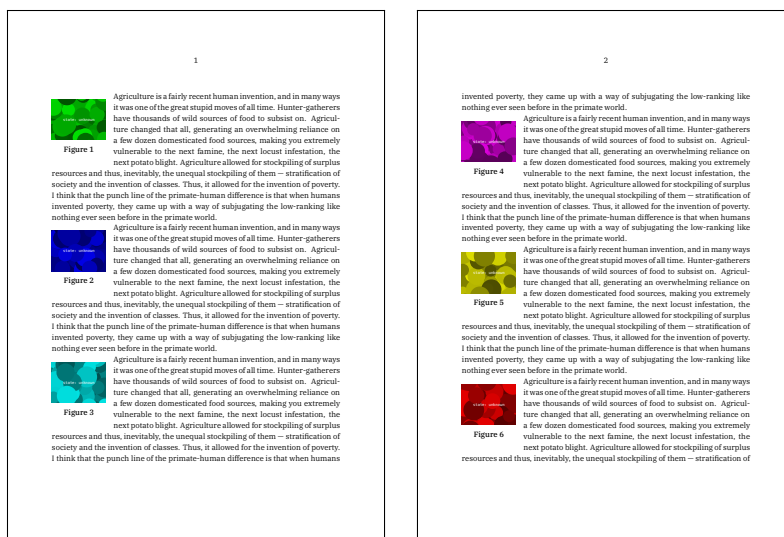 1
Agriculture is a fairly recent human invention, and in many ways
it was one of the great stupid moves of all time. Hunter-gatherers
have thousands of wild sources of food to subsist on. Agricul-
ture changed that all, generating an overwhelming reliance on
a few dozen domesticated food sources, making you extremely
vulnerable to the next famine, the next locust infestation, the
next potato blight. Agriculture allowed for stockpiling of surplus
resources and thus, inevitably, the unequal stockpiling of them — stratification of
society and the invention of classes. Thus, it allowed for the invention of poverty.
I think that the punch line of the primate-human difference is that when humans
invented poverty, they came up with a way of subjugating the low-ranking like
nothing ever seen before in the primate world.
state: unknown
Figure 1
Agriculture is a fairly recent human invention, and in many ways
it was one of the great stupid moves of all time. Hunter-gatherers
have thousands of wild sources of food to subsist on. Agricul-
ture changed that all, generating an overwhelming reliance on
a few dozen domesticated food sources, making you extremely
vulnerable to the next famine, the next locust infestation, the
next potato blight. Agriculture allowed for stockpiling of surplus
resources and thus, inevitably, the unequal stockpiling of them — stratification of
society and the invention of classes. Thus, it allowed for the invention of poverty.
I think that the punch line of the primate-human difference is that when humans
invented poverty, they came up with a way of subjugating the low-ranking like
nothing ever seen before in the primate world.
state: unknown
Figure 2
Agriculture is a fairly recent human invention, and in many ways
it was one of the great stupid moves of all time. Hunter-gatherers
have thousands of wild sources of food to subsist on. Agricul-
ture changed that all, generating an overwhelming reliance on
a few dozen domesticated food sources, making you extremely
vulnerable to the next famine, the next locust infestation, the
next potato blight. Agriculture allowed for stockpiling of surplus
resources and thus, inevitably, the unequal stockpiling of them — stratification of
society and the invention of classes. Thus, it allowed for the invention of poverty.
I think that the punch line of the primate-human difference is that when humans
state: unknown
Figure 3
2
invented poverty, they came up with a way of subjugating the low-ranking like
nothing ever seen before in the primate world.
Agriculture is a fairly recent human invention, and in many ways
it was one of the great stupid moves of all time. Hunter-gatherers
have thousands of wild sources of food to subsist on. Agricul-
ture changed that all, generating an overwhelming reliance on
a few dozen domesticated food sources, making you extremely
vulnerable to the next famine, the next locust infestation, the
next potato blight. Agriculture allowed for stockpiling of surplus
resources and thus, inevitably, the unequal stockpiling of them — stratification of
society and the invention of classes. Thus, it allowed for the invention of poverty.
I think that the punch line of the primate-human difference is that when humans
invented poverty, they came up with a way of subjugating the low-ranking like
nothing ever seen before in the primate world.
state: unknown
Figure 4
Agriculture is a fairly recent human invention, and in many ways
it was one of the great stupid moves of all time. Hunter-gatherers
have thousands of wild sources of food to subsist on. Agricul-
ture changed that all, generating an overwhelming reliance on
a few dozen domesticated food sources, making you extremely
vulnerable to the next famine, the next locust infestation, the
next potato blight. Agriculture allowed for stockpiling of surplus
resources and thus, inevitably, the unequal stockpiling of them — stratification of
society and the invention of classes. Thus, it allowed for the invention of poverty.
I think that the punch line of the primate-human difference is that when humans
invented poverty, they came up with a way of subjugating the low-ranking like
nothing ever seen before in the primate world.
state: unknown
Figure 5
Agriculture is a fairly recent human invention, and in many ways
it was one of the great stupid moves of all time. Hunter-gatherers
have thousands of wild sources of food to subsist on. Agricul-
ture changed that all, generating an overwhelming reliance on
a few dozen domesticated food sources, making you extremely
vulnerable to the next famine, the next locust infestation, the
next potato blight. Agriculture allowed for stockpiling of surplus
resources and thus, inevitably, the unequal stockpiling of them — stratification of
state: unknown
Figure 6